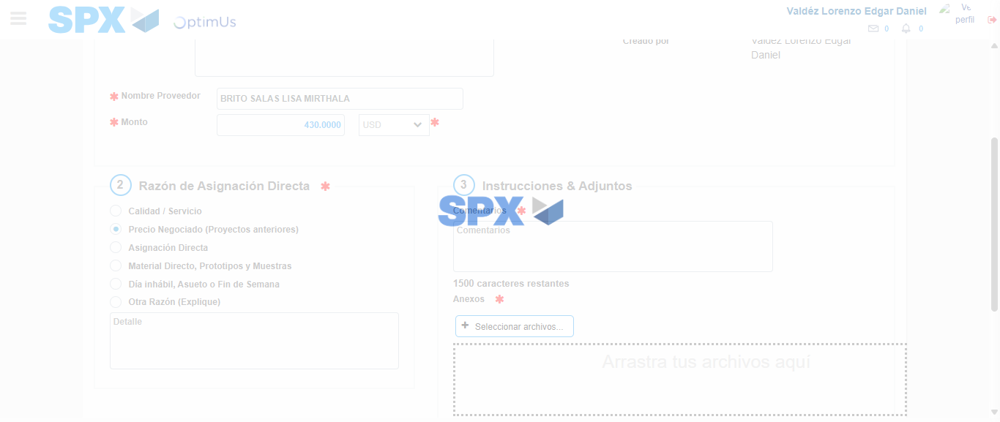 SPX
OptimUs
Valdéz Lorenzo Edgar Daniel
Ve
perfil
0
0
Creado por
Valdéz Lorenzo Edgar
Daniel
✱ Nombre Proveedor
BRITO SALAS LISA MIRTHALA
✱ Monto
430.0000
USD
✱
2
Razón de Asignación Directa ✱
Calidad / Servicio
Precio Negociado (Proyectos anteriores)
Asignación Directa
Material Directo, Prototipos y Muestras
Día inhábil, Asueto o Fin de Semana
Otra Razón (Explique)
Detalle
3
Instrucciones & Adjuntos
SPX
Comentarios ✱
Comentarios
1500 caracteres restantes
Anexos ✱
+ Seleccionar archivos...
Arrastra tus archivos aquí